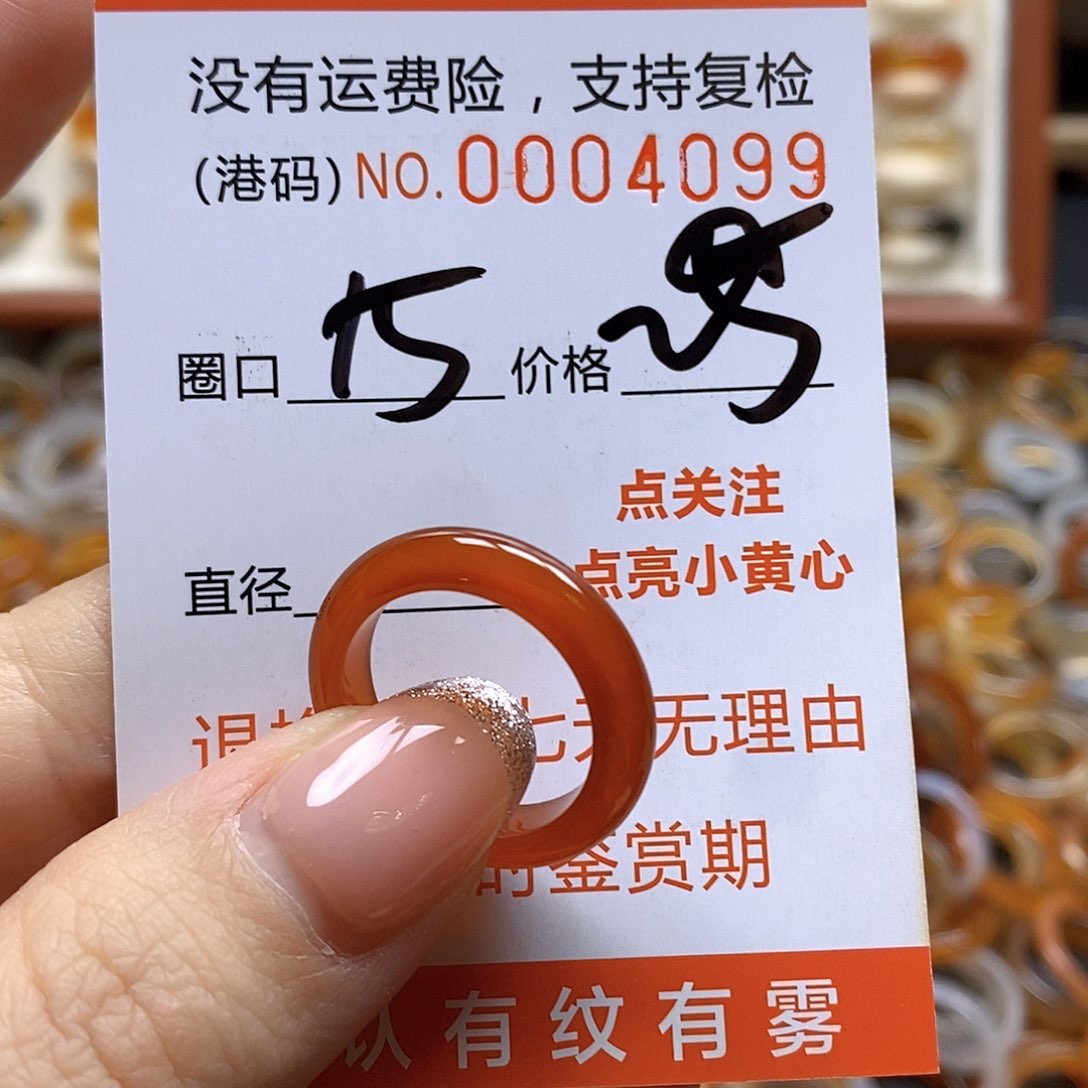 没有运费险，支持复检
(港码) NO. 0004099
圈口 15 价格
点关注
直径 点亮小黄心
退 无理由
时鉴赏期
有纹有雾